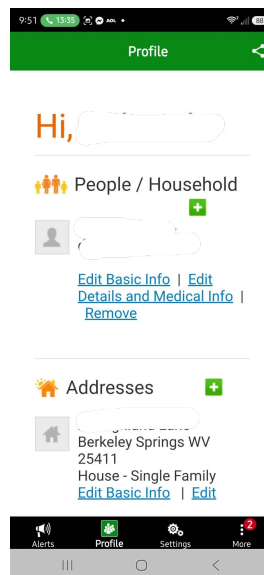 9:51 13:35 AOL 88
Profile
Hi,
People / Household
Edit Basic Info | Edit
Details and Medical Info |
Remove
Addresses
Berkeley Springs WV
25411
House - Single Family
Edit Basic Info | Edit
2
Alerts Profile Settings More